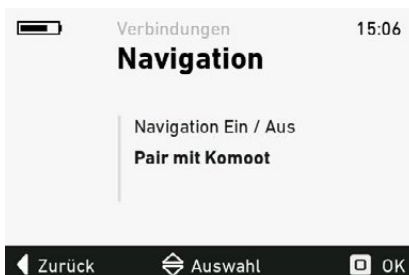 Verbindungen
15:06
Navigation
Navigation Ein / Aus
Pair mit Komoot
Zurück
Auswahl
OK